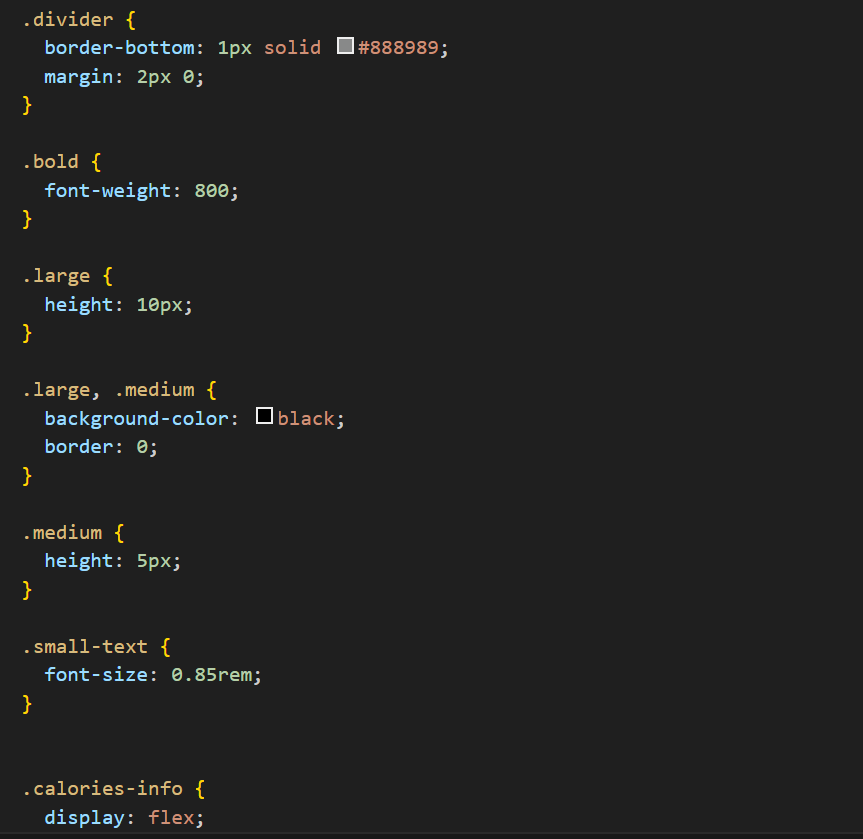 .divider {
  border-bottom: 1px solid #888989;
  margin: 2px 0;
}
.bold {
  font-weight: 800;
}
.large {
  height: 10px;
}
.large, .medium {
  background-color: black;
  border: 0;
}
.medium {
  height: 5px;
}
.small-text {
  font-size: 0.85rem;
}
.calories-info {
  display: flex;